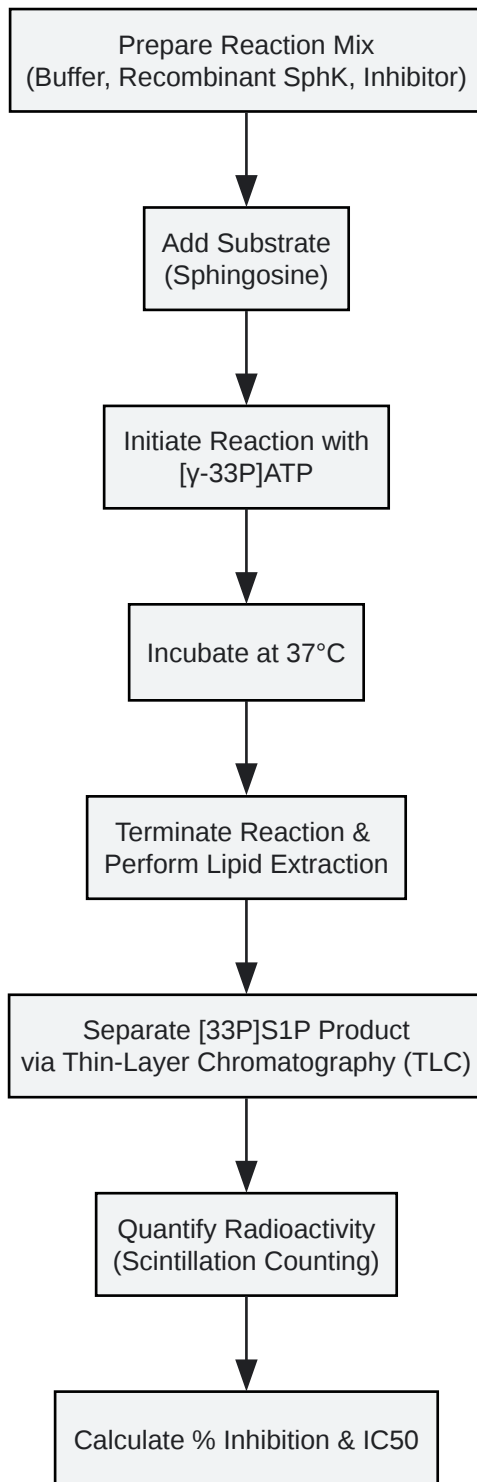 Prepare Reaction Mix
(Buffer, Recombinant SphK, Inhibitor)
Add Substrate
(Sphingosine)
Initiate Reaction with
[γ-33P]ATP
Incubate at 37°C
Terminate Reaction &
Perform Lipid Extraction
Separate [33P]S1P Product
via Thin-Layer Chromatography (TLC)
Quantify Radioactivity
(Scintillation Counting)
Calculate % Inhibition & IC50